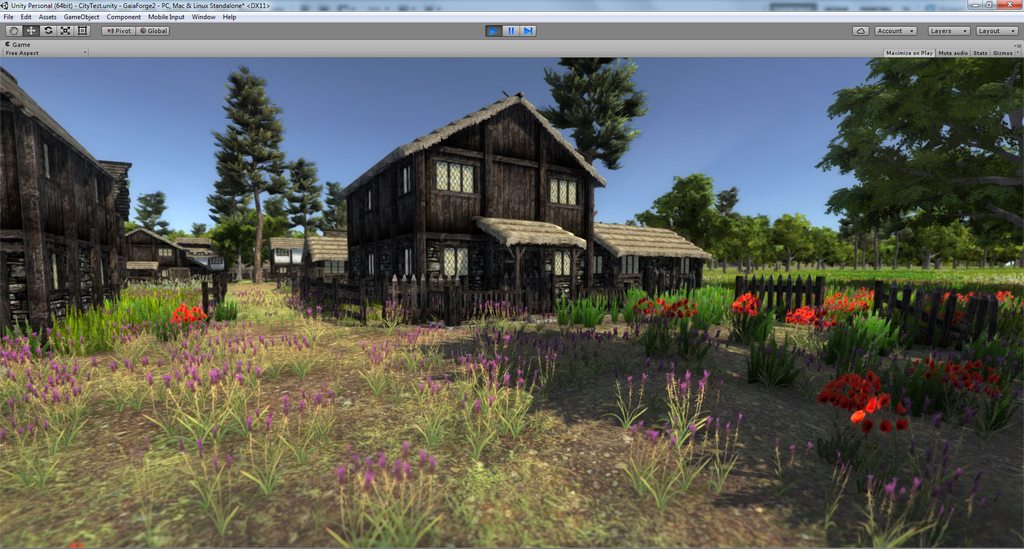 Unity Personal (64bit) - CityTest.unity - GaiaForge2 - PC, Mac & Linux Standalone* <DX11>
File Edit Assets GameObject Component Mobile Input Window Help
Pivot Global Account Layers Layout
Game
Free Aspect Maximize on Play Mute audio Stats Gizmos